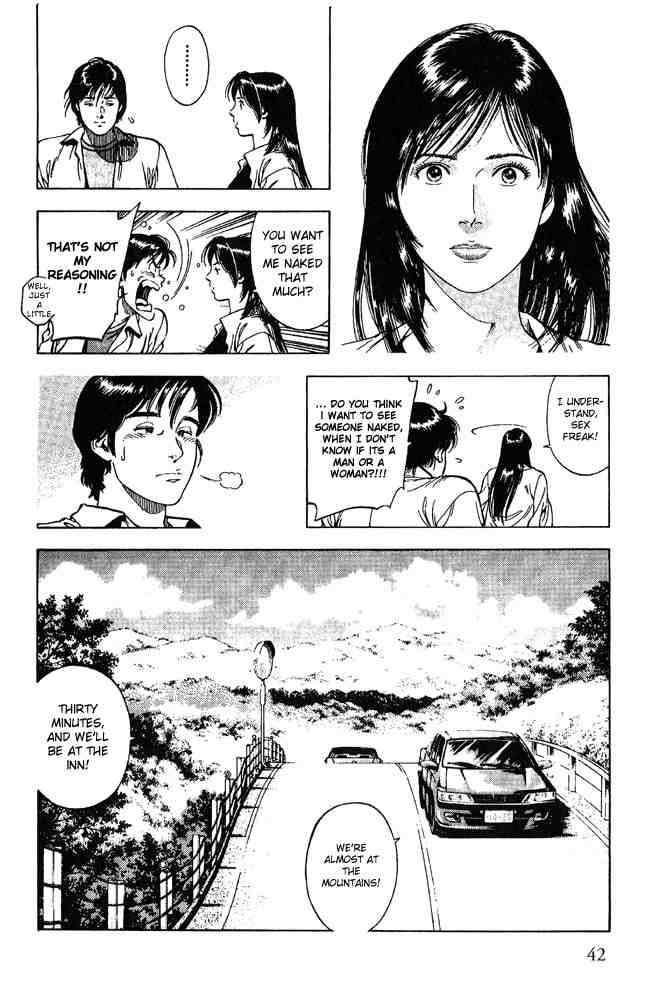 ........
YOU WANT
TO SEE
ME NAKED
THAT
MUCH?
THAT'S NOT
MY
REASONING
!!
WELL,
JUST
A
LITTLE.
I UNDER-
STAND,
SEX
FREAK!
... DO YOU THINK
I WANT TO SEE
SOMEONE NAKED,
WHEN I DON'T
KNOW IF ITS A
MAN OR A
WOMAN?!!!
WE'RE
ALMOST AT
THE
MOUNTAINS!
THIRTY
MINUTES,
AND WE'LL
BE AT THE
INN!
42